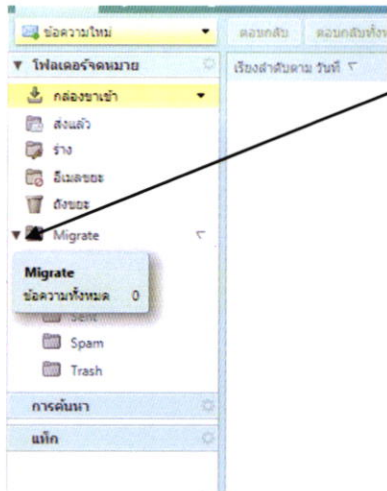 ข้อความใหม่
ตอบกลับ ตอบกลับทั้งหมด
โฟลเดอร์จดหมาย
เรียงลำดับตาม วันที่
กล่องขาเข้า
ส่งแล้ว
ร่าง
อีเมลขยะ
ถังขยะ
Migrate
Migrate
ข้อความทั้งหมด 0
Sent
Spam
Trash
การค้นหา
แท็ก